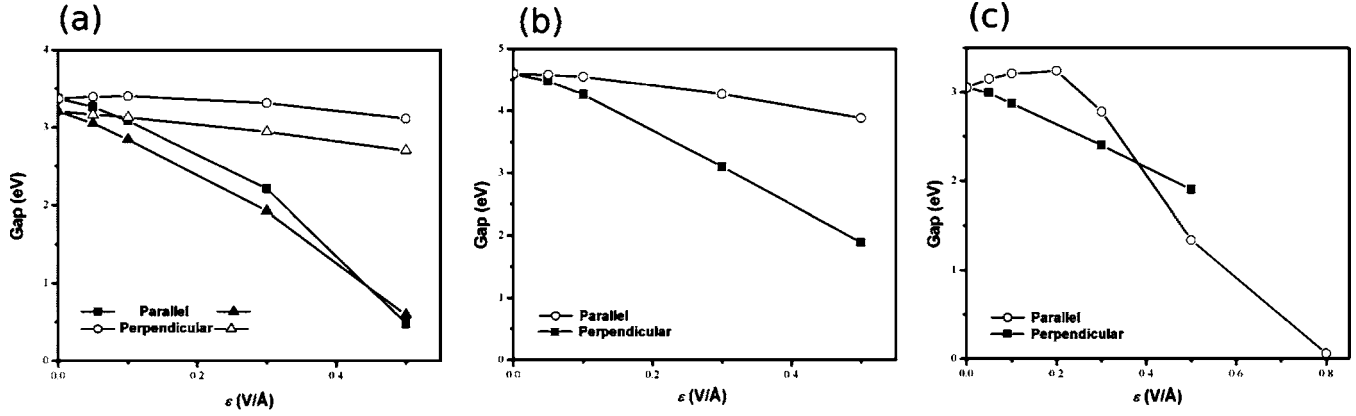 (a)
4
3
2
1
0
0.0
0.2
0.4
Gap (eV)
ε (V/Å)
Parallel
Perpendicular
(b)
5
4
3
2
1
0
0.0
0.2
0.4
Gap (eV)
ε (V/Å)
Parallel
Perpendicular
(c)
3
2
1
0
0.0
0.2
0.4
0.6
0.8
Gap (eV)
ε (V/Å)
Parallel
Perpendicular